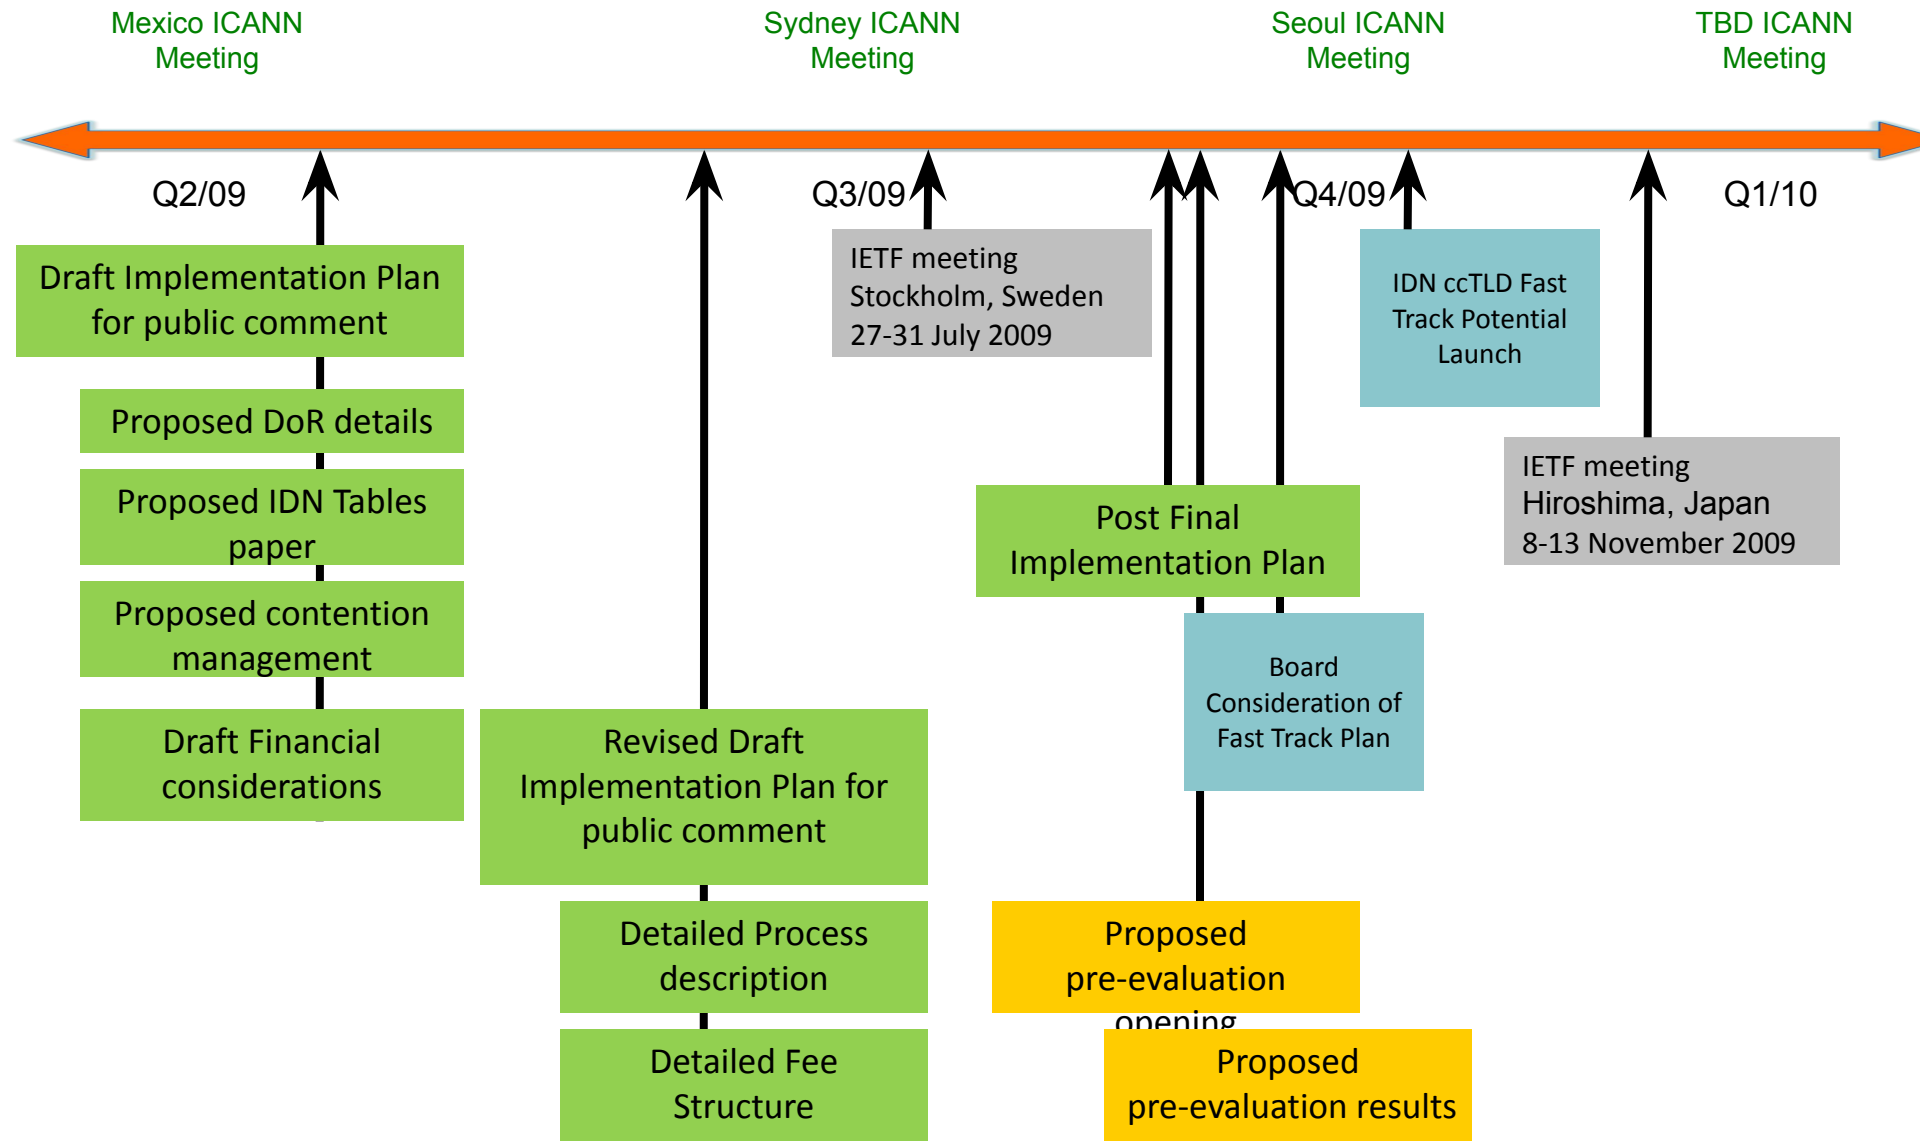 Mexico ICANN
Meeting
Sydney ICANN
Meeting
Seoul ICANN
Meeting
TBD ICANN
Meeting
Q2/09
Q3/09
Q4/09
Q1/10
Draft Implementation Plan
for public comment
Proposed DoR details
Proposed IDN Tables
paper
Proposed contention
management
Draft Financial
considerations
Revised Draft
Implementation Plan for
public comment
Detailed Process
description
Detailed Fee
Structure
IETF meeting
Stockholm, Sweden
27-31 July 2009
Post Final
Implementation Plan
Board
Consideration of
Fast Track Plan
Proposed
pre-evaluation
opening
Proposed
pre-evaluation results
IDN ccTLD Fast
Track Potential
Launch
IETF meeting
Hiroshima, Japan
8-13 November 2009